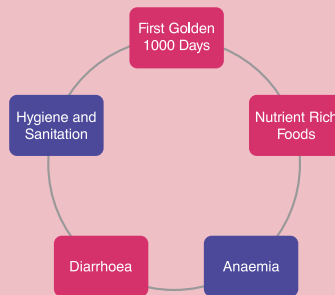 First Golden
1000 Days
Nutrient Rich
Foods
Anaemia
Diarrhoea
Hygiene and
Sanitation